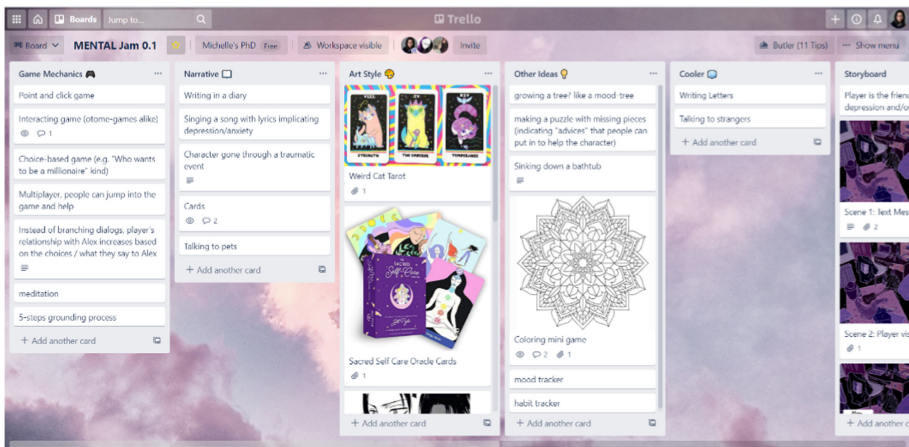 Boards
Jump to...
Trello
Board
MENTAL Jam 0.1
Michelle's PhD Free
Workspace visible
Invite
Butler (11 Tips)
Show menu
Game Mechanics
Point and click game
Interacting game (otome-games alike)
1
Choice-based game (e.g. "Who wants
to be a millionaire" kind)
Multiplayer, people can jump into the
game and help
Instead of branching dialogs, player's
relationship with Alex increases based
on the choices / what they say to Alex
meditation
5-steps grounding process
+ Add another card
Narrative
Writing in a diary
Singing a song with lyrics implicating
depression/anxiety
Character gone through a traumatic
event
Cards
2
Talking to pets
+ Add another card
Art Style
STRENGTH
THE EMPRESS
TEMPERANCE
Weird Cat Tarot
1
Sacred
Self-Care
Sacred Self Care Oracle Cards
1
+ Add another card
Other Ideas
growing a tree? like a mood-tree
making a puzzle with missing pieces
(indicating "advices" that people can
put in to help the character)
Sinking down a bathtub
Coloring mini game
2 1
mood tracker
habit tracker
+ Add another card
Cooler
Writing Letters
Talking to strangers
+ Add another card
Storyboard
Player is the frien
depression and/o
Scene 1: Text Mes
2
Scene 2: Player vis
1
+ Add another c